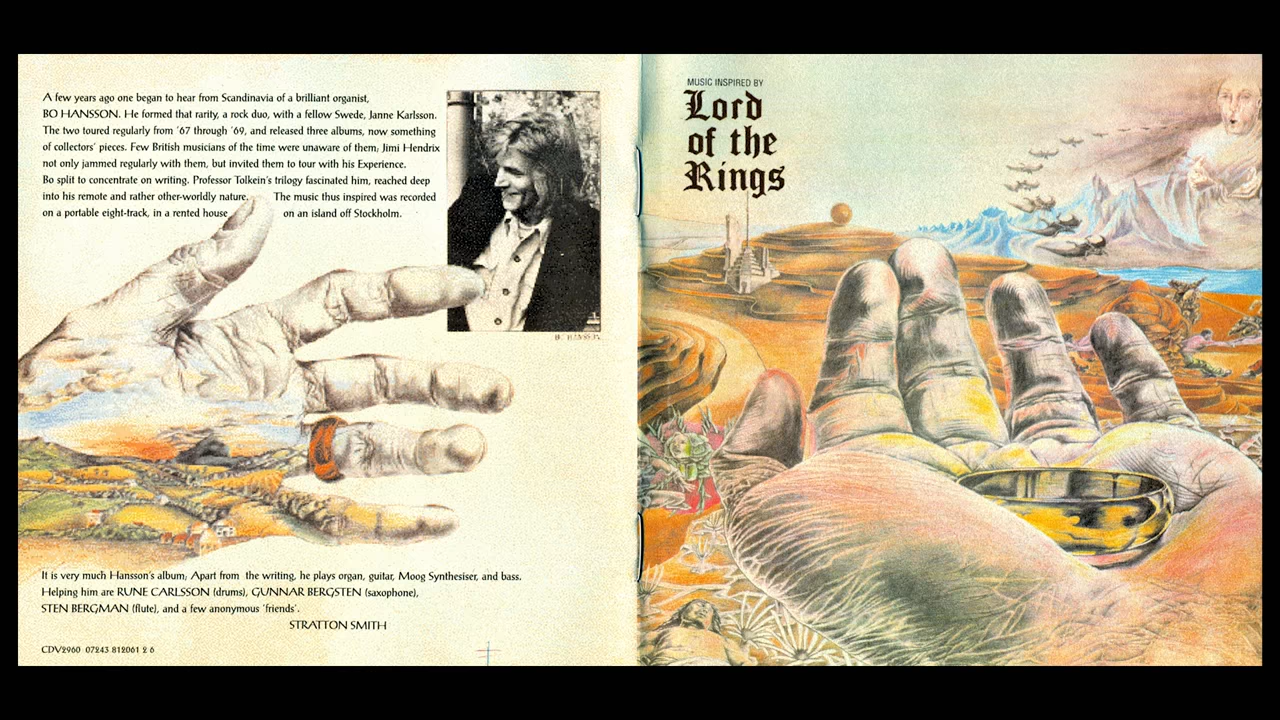 A few years ago one began to hear from Scandinavia of a brilliant organist,
BO HANSSON. He formed that rarity, a rock duo, with a fellow Swede, Janne Karlsson.
The two toured regularly from '67 through '69, and released three albums, now something
of collectors' pieces. Few British musicians of the time were unaware of them; Jimi Hendrix
not only jammed regularly with them, but invited them to tour with his Experience.
Bo split to concentrate on writing. Professor Tolkein's trilogy fascinated him, reached deep
into his remote and rather other-worldly nature. The music thus inspired was recorded
on a portable eight-track, in a rented house on an island off Stockholm.
BO HANSSON
It is very much Hansson's album; Apart from the writing, he plays organ, guitar, Moog Synthesiser, and bass.
Helping him are RUNE CARLSSON (drums), GUNNAR BERGSTEN (saxophone),
STEN BERGMAN (flute), and a few anonymous 'friends'.
STRATTON SMITH
CDV2960 07243 812061 2 6
MUSIC INSPIRED BY
Lord
of the
Rings